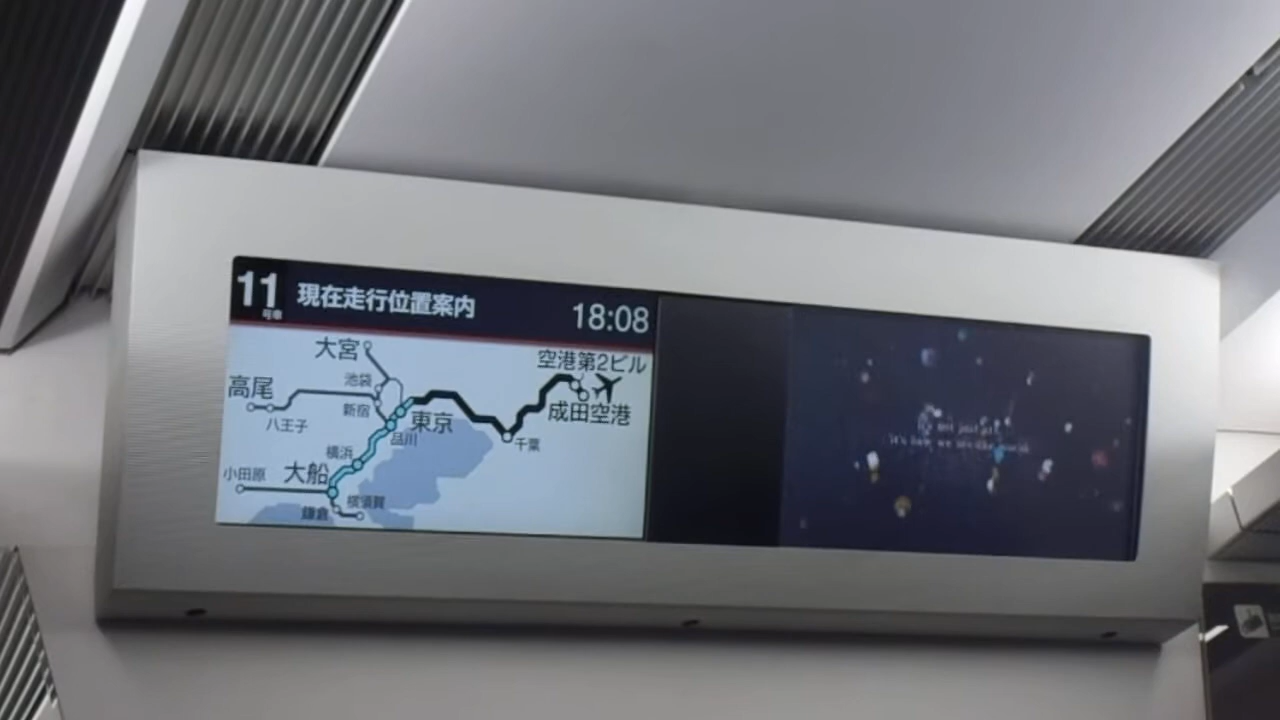 11
号車
現在走行位置案内
18:08
大宮
空港第2ビル
池袋
高尾
成田空港
新宿
東京
八王子
品川
千葉
横浜
小田原
大船
横須賀
鎌倉